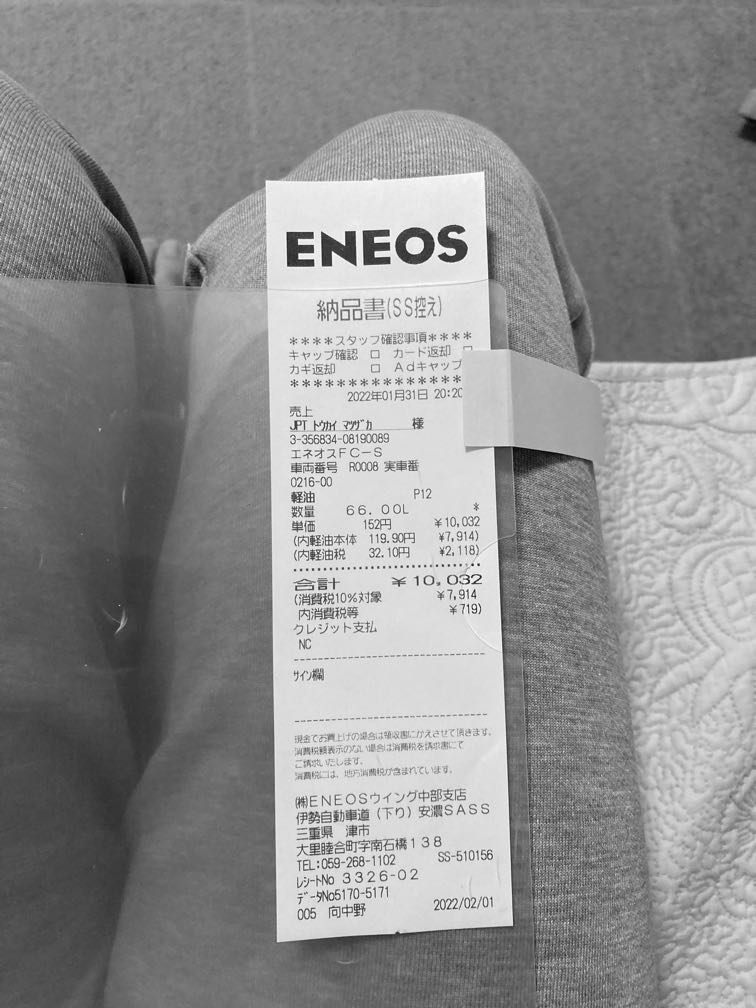 ENEOS
納品書(SS控え)
****スタッフ確認事項****
キャップ確認 □ カード返却 □
カギ返却 □ Adキャップ
******************
2022年01月31日 20:20
売上
JPT トウカイ マツザカ 様
3-356834-08190089
エネオスFC-S
車両番号 R0008 実車番
0216-00
軽油 P12
数量 66.00L *
単価 152円 ¥10,032
(内軽油本体 119.90円 ¥7,914)
(内軽油税 32.10円 ¥2,118)
合計 ¥10,032
(消費税10%対象 ¥7,914
内消費税等 ¥719)
クレジット支払
NC
サイン欄
現金でお買上げの場合は領収書にかえさせて頂きます。
消費税額表示のない場合は消費税を請求書にて
ご請求いたします。
消費税には、地方消費税が含まれています。
㈱ENEOSウイング中部支店
伊勢自動車道(下り)安濃SASS
三重県 津市
大里睦合町字南石橋138
TEL:059-268-1102 SS-510156
レシートNo 3326-02
データNo5170-5171
005 向中野 2022/02/01